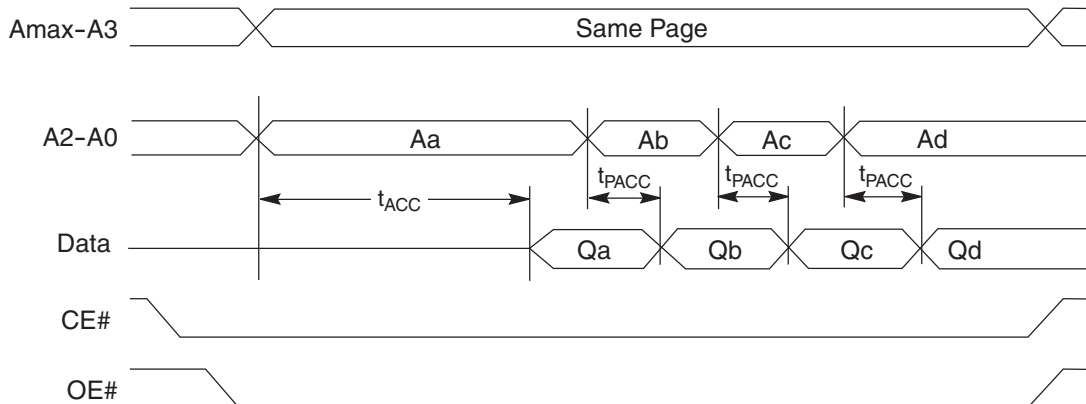 Amax-A3 Same Page
A2-A0 Aa Ab Ac Ad
tACC tPACC tPACC tPACC
Data Qa Qb Qc Qd
CE#
OE#